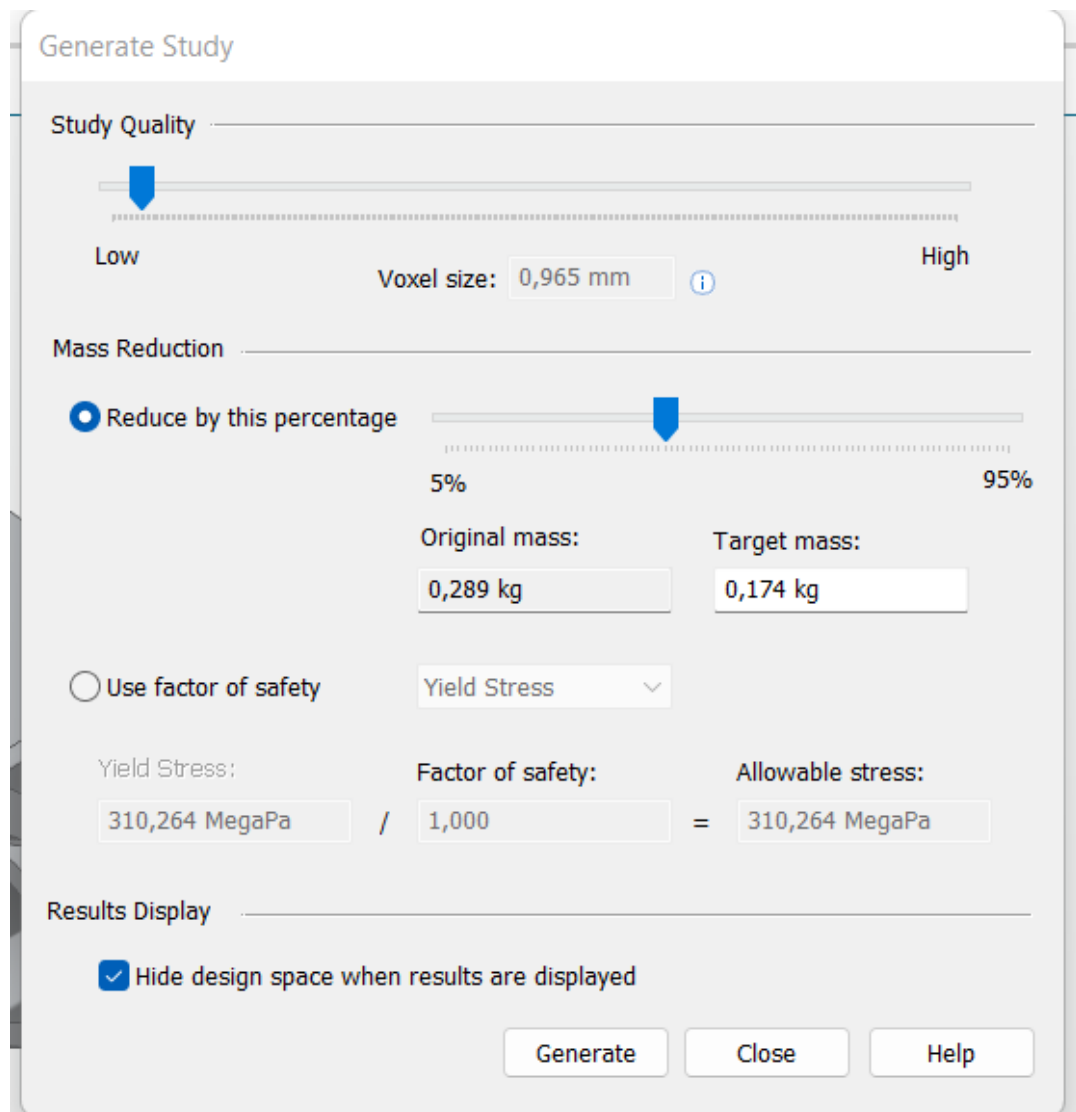 Generate Study
Study Quality
Low
High
Voxel size: 0,965 mm
Mass Reduction
Reduce by this percentage
5%
95%
Original mass:
Target mass:
0,289 kg
0,174 kg
Use factor of safety
Yield Stress
Yield Stress:
Factor of safety:
Allowable stress:
310,264 MegaPa / 1,000 = 310,264 MegaPa
Results Display
Hide design space when results are displayed
Generate
Close
Help